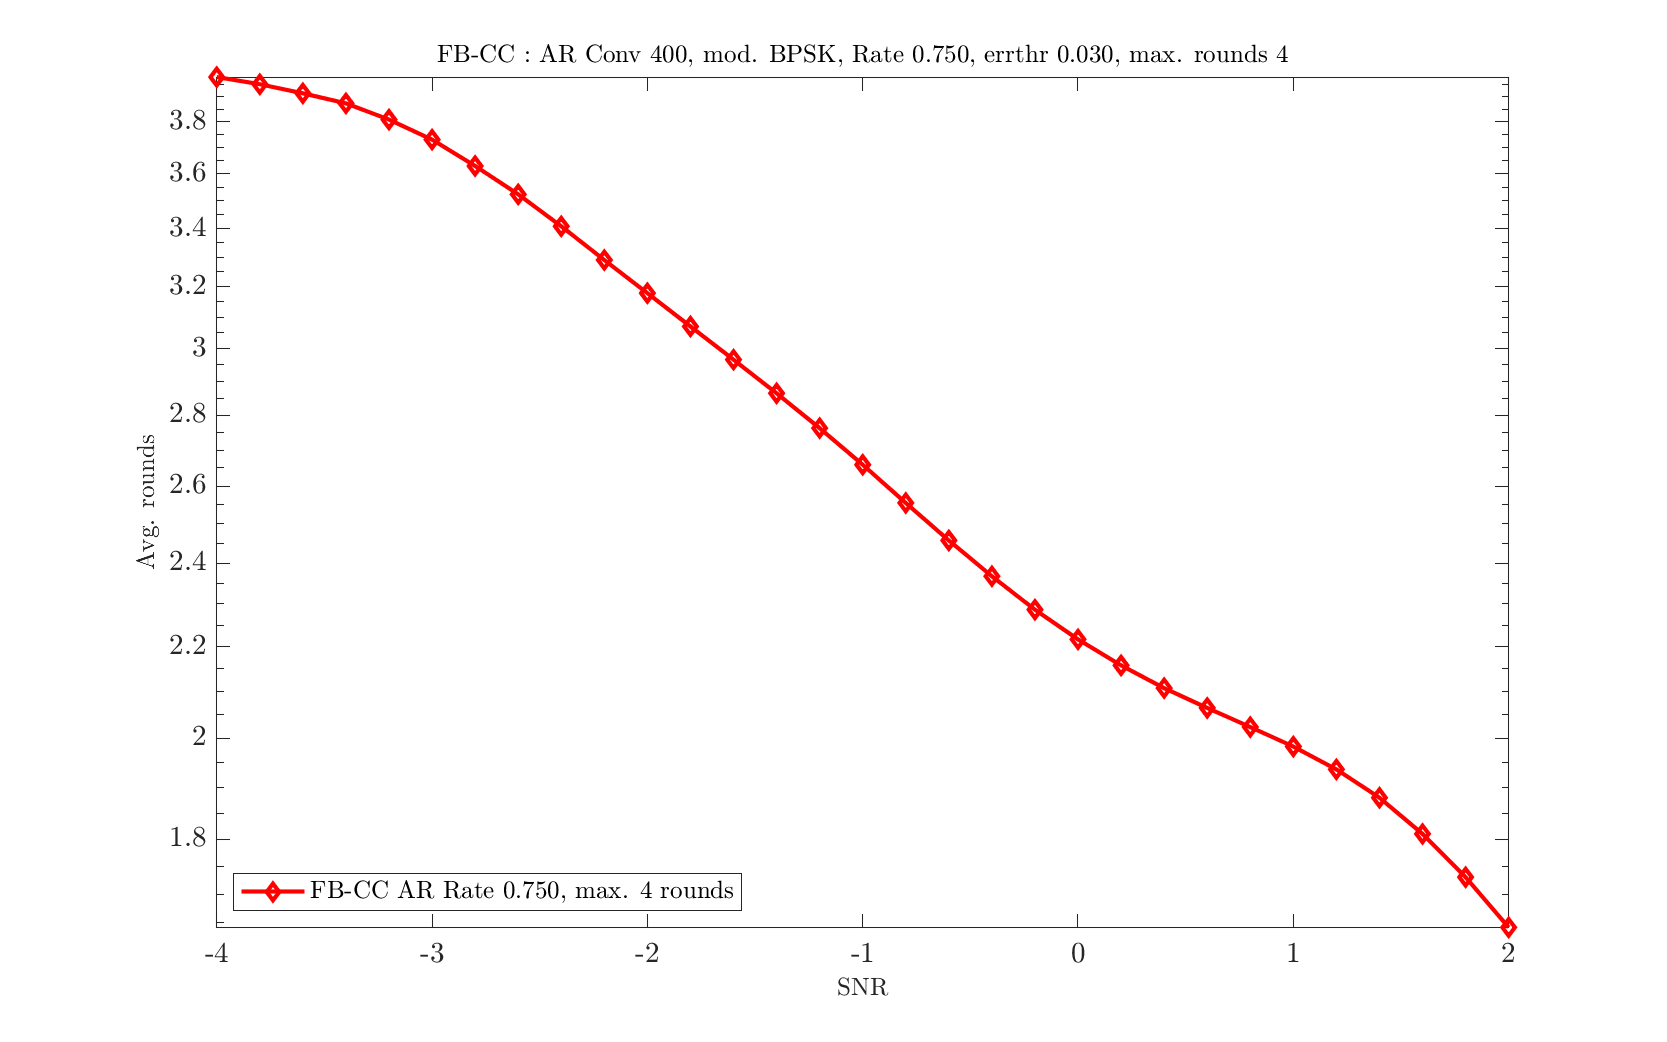 FB-CC : AR Conv 400, mod. BPSK, Rate 0.750, errthr 0.030, max. rounds 4
3.8
3.6
3.4
3.2
3
2.8
2.6
2.4
2.2
2
1.8
Avg. rounds
FB-CC AR Rate 0.750, max. 4 rounds
-4 -3 -2 -1 0 1 2
SNR